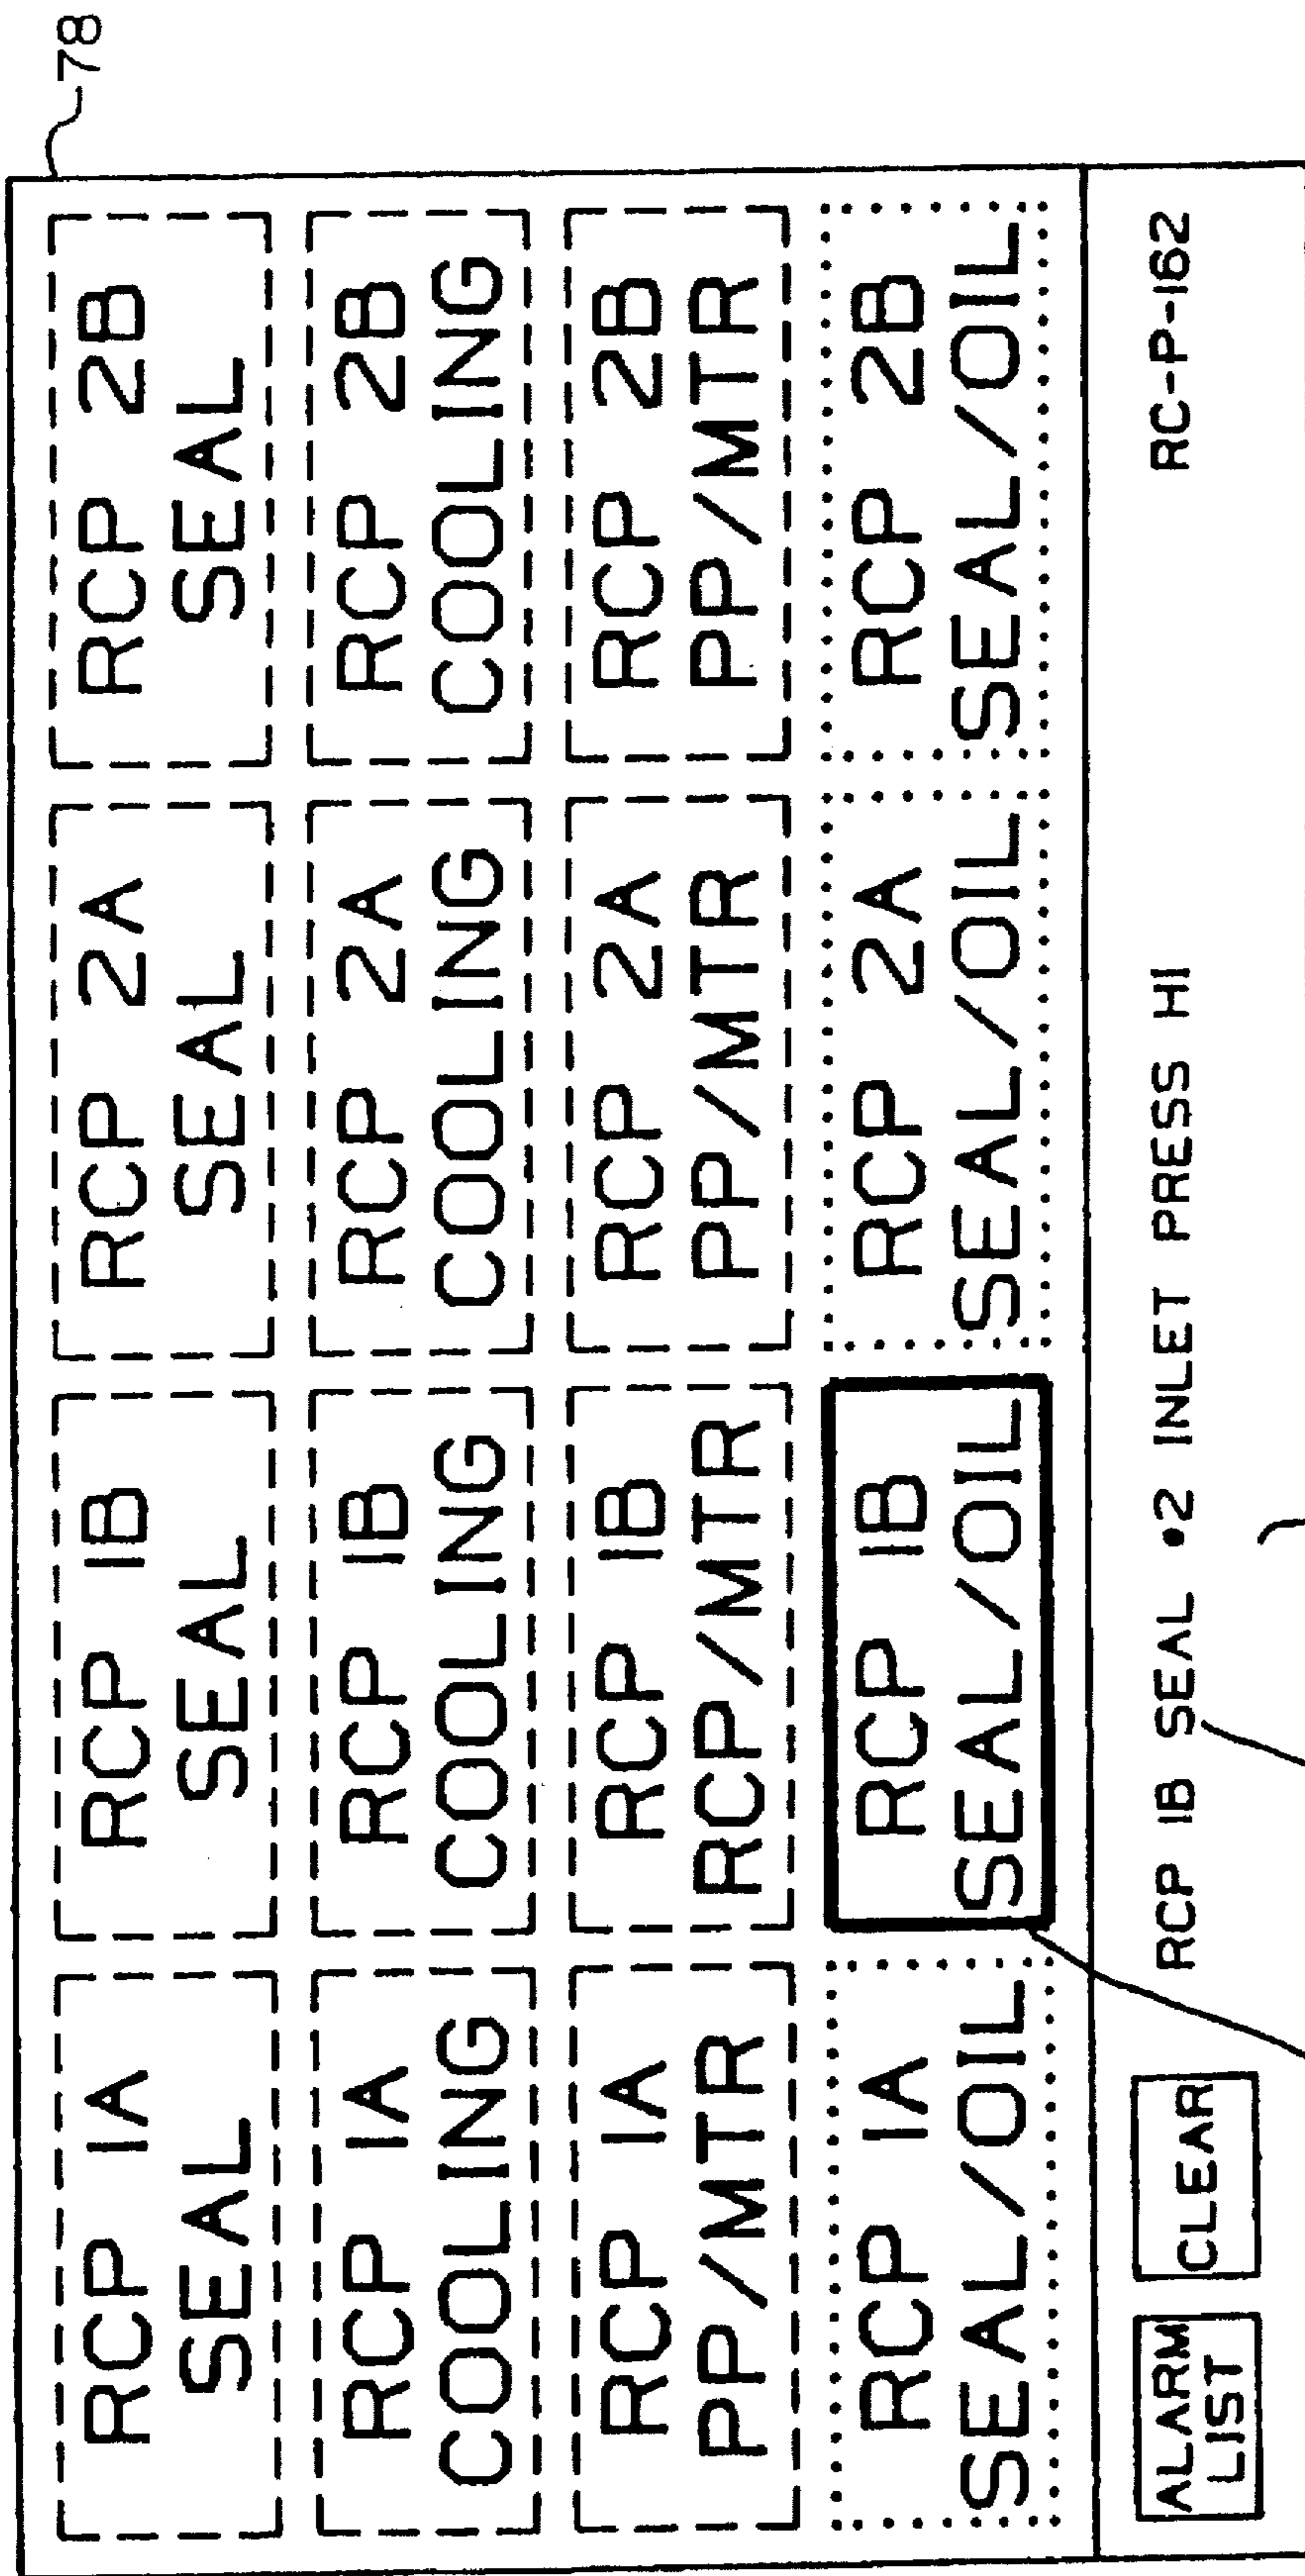 78
RCP 1A
SEAL
RCP 1B
SEAL
RCP 2A
SEAL
RCP 2B
SEAL
RCP 1A
COOLING
RCP 1B
COOLING
RCP 2A
COOLING
RCP 2B
COOLING
RCP 1A
PP/MTR
RCP 1B
RCP/MTR
RCP 2A
PP/MTR
RCP 2B
PP/MTR
RCP 1A
SEAL/OIL
RCP 1B
SEAL/OIL
RCP 2A
SEAL/OIL
RCP 2B
SEAL/OIL
ALARM
LIST
CLEAR
RCP 1B SEAL •2 INLET PRESS HI
RC-P-162